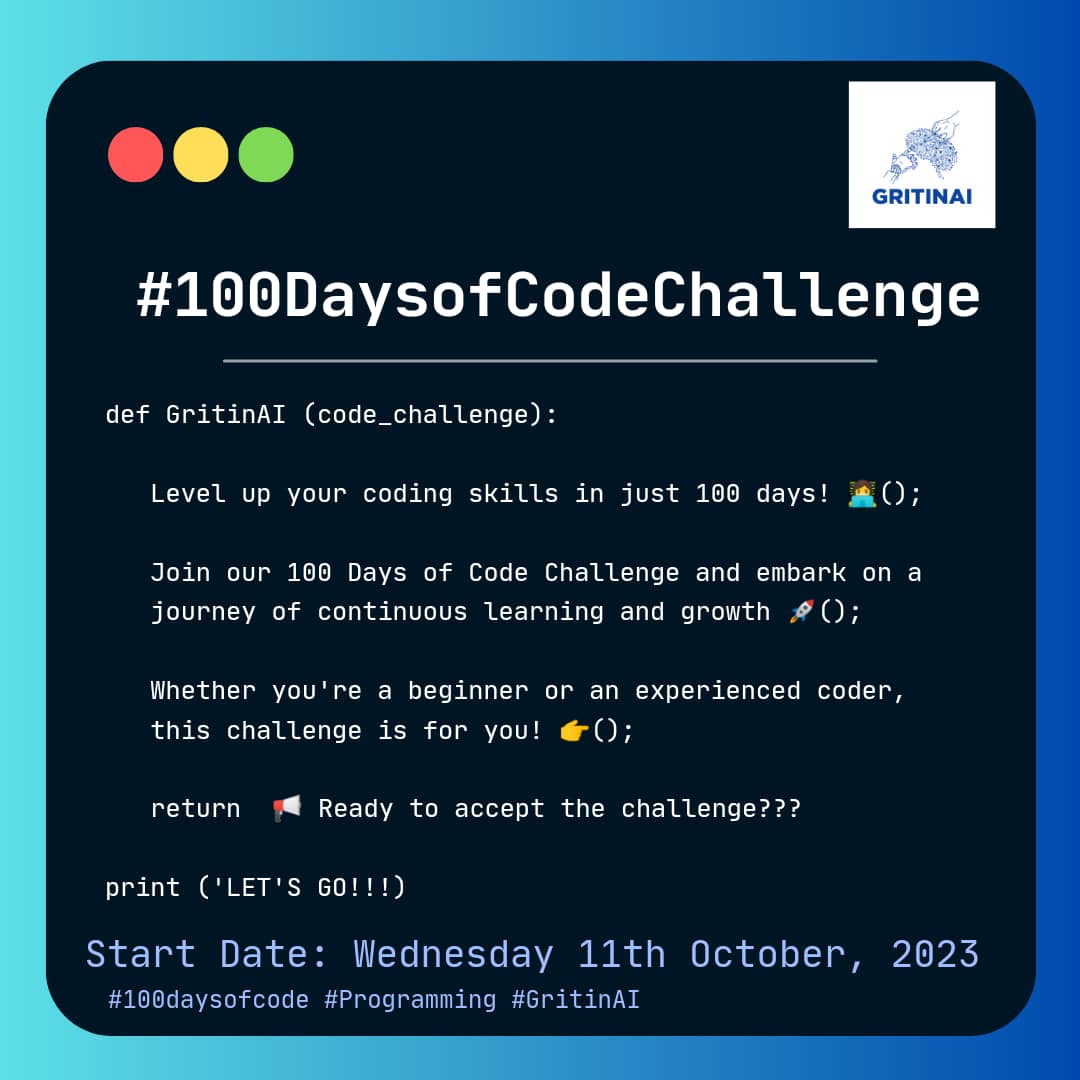 GRITINAI
#100DaysofCodeChallenge
def GritinAI (code_challenge):
Level up your coding skills in just 100 days! 👩‍💻();
Join our 100 Days of Code Challenge and embark on a
journey of continuous learning and growth 🚀();
Whether you're a beginner or an experienced coder,
this challenge is for you! 👉();
return 📢 Ready to accept the challenge???
print ('LET'S GO!!!)
Start Date: Wednesday 11th October, 2023
#100daysofcode #Programming #GritinAI